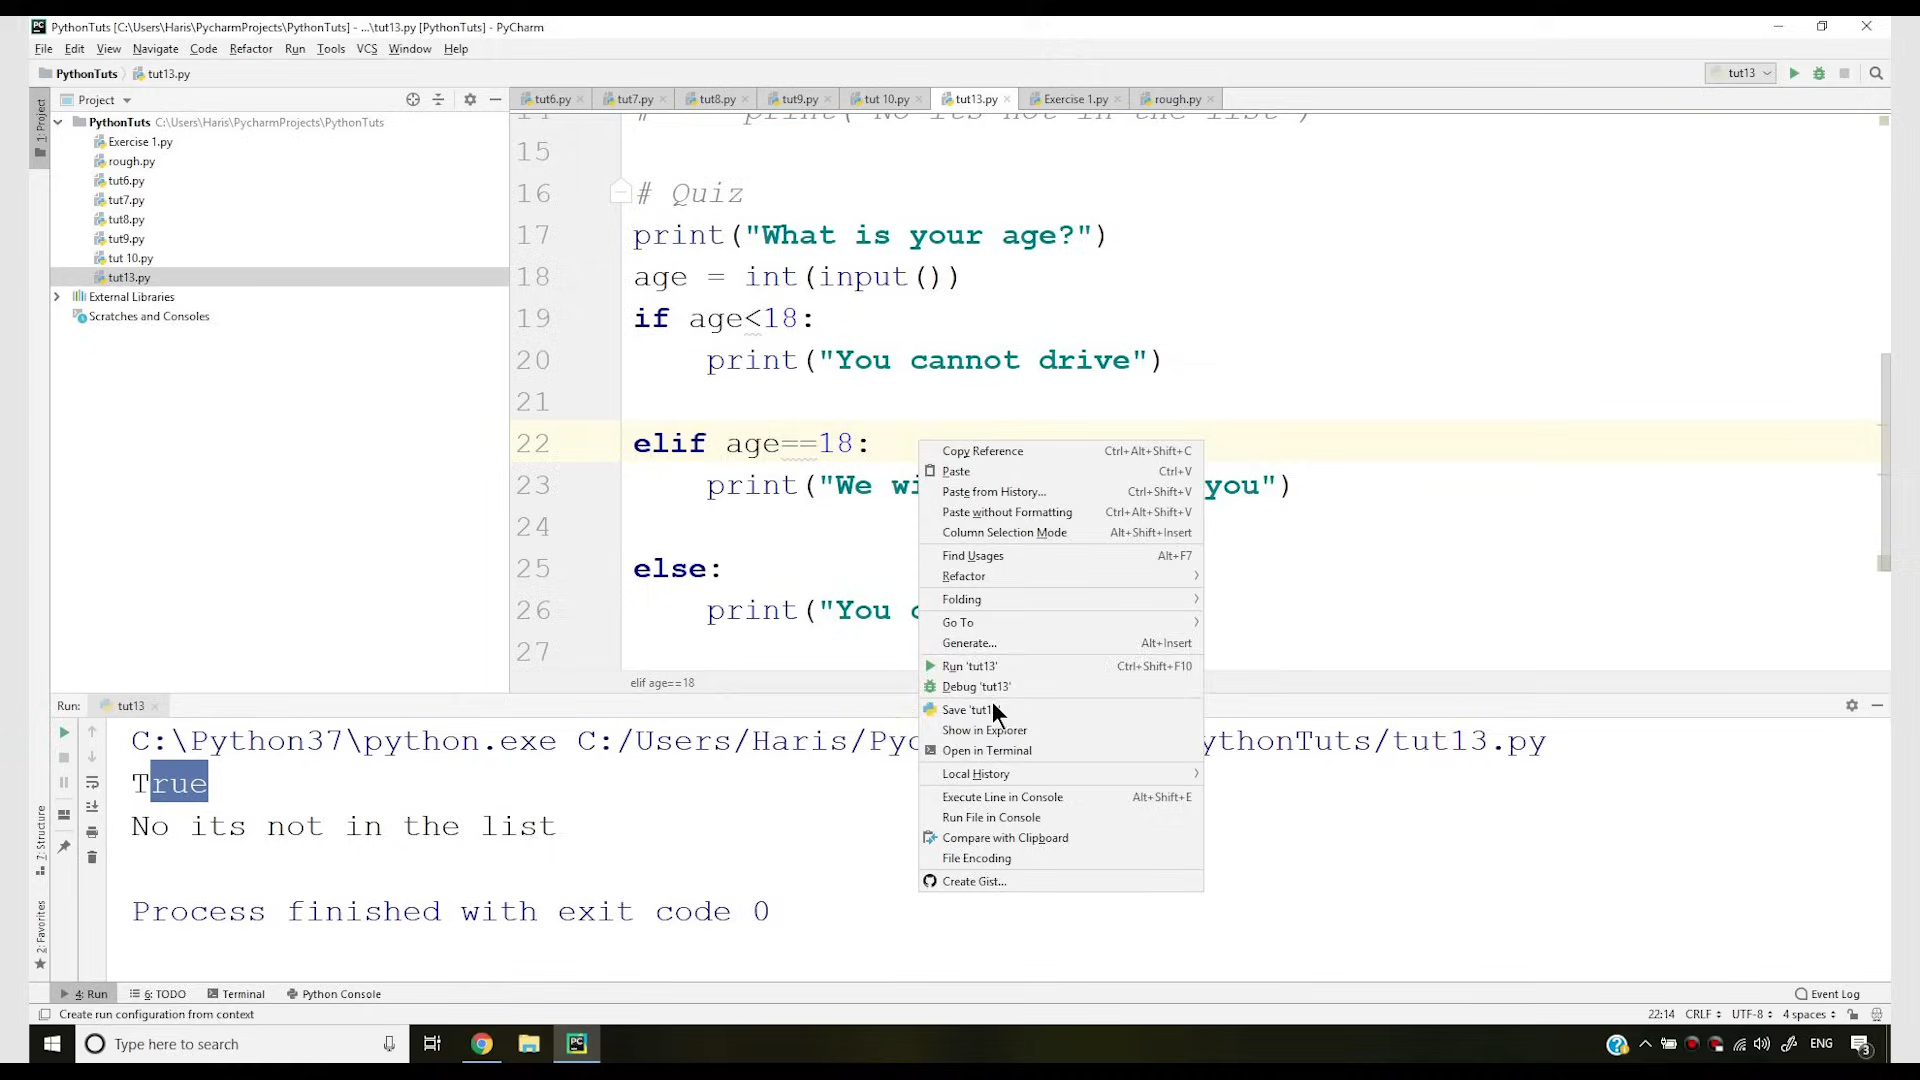 PythonTuts [C:\Users\Haris\PycharmProjects\PythonTuts] - ...\tut13.py [PythonTuts] - PyCharm
File Edit View Navigate Code Refactor Run Tools VCS Window Help
PythonTuts tut13.py
tut13
1: Project
Project
tut6.py tut7.py tut8.py tut9.py tut 10.py tut13.py Exercise 1.py rough.py
PythonTuts C:\Users\Haris\PycharmProjects\PythonTuts
Exercise 1.py
rough.py
tut6.py
tut7.py
tut8.py
tut9.py
tut 10.py
tut13.py
External Libraries
Scratches and Consoles
# print("No its not in the list")
15
16 # Quiz
17 print("What is your age?")
18 age = int(input())
19 if age<18:
20 print("You cannot drive")
21
22 elif age==18:
23 print("We wi you")
24
25 else:
26 print("You
27
elif age==18
Copy Reference Ctrl+Alt+Shift+C
Paste Ctrl+V
Paste from History... Ctrl+Shift+V
Paste without Formatting Ctrl+Alt+Shift+V
Column Selection Mode Alt+Shift+Insert
Find Usages Alt+F7
Refactor
Folding
Go To
Generate... Alt+Insert
Run 'tut13' Ctrl+Shift+F10
Debug 'tut13'
Save 'tut1
Show in Explorer
Open in Terminal
Local History
Execute Line in Console Alt+Shift+E
Run File in Console
Compare with Clipboard
File Encoding
Create Gist...
Run: tut13
C:\Python37\python.exe C:/Users/Haris/Pyc ythonTuts/tut13.py
True
No its not in the list
Process finished with exit code 0
7: Structure
2: Favorites
4: Run 6: TODO Terminal Python Console Event Log
Create run configuration from context 22:14 CRLF UTF-8 4 spaces
Type here to search ENG 3